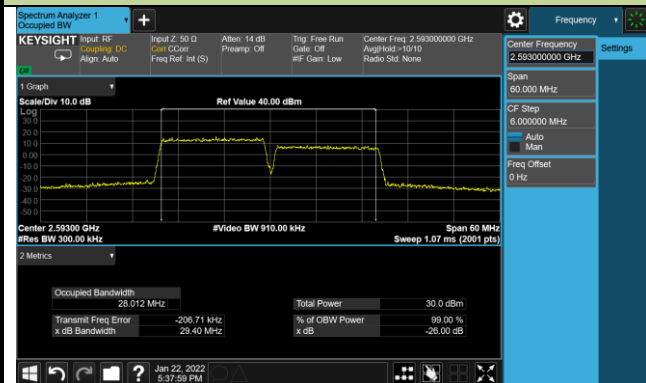 Spectrum Analyzer 1
Occupied BW
Frequency
KEYSIGHT
Input: RF
Coupling: DC
Align: Auto
Input Z: 50 Ω
Corr CCorr
Freq Ref: Int (S)
Atten: 14 dB
Preamp: Off
Trig: Free Run
Gate: Off
#IF Gain: Low
Center Freq: 2.593000000 GHz
Avg|Hold:>10/10
Radio Std: None
Center Frequency
2.593000000 GHz
Settings
Span
60.000 MHz
CF Step
6.000000 MHz
Auto
Man
Freq Offset
0 Hz
1 Graph
Scale/Div 10.0 dB
Ref Value 40.00 dBm
Log
30.0
20.0
10.0
0.00
-10.0
-20.0
-30.0
-40.0
-50.0
Center 2.59300 GHz
#Video BW 910.00 kHz
Span 60 MHz
#Res BW 300.00 kHz
Sweep 1.07 ms (2001 pts)
2 Metrics
Occupied Bandwidth
28.012 MHz
Total Power 30.0 dBm
Transmit Freq Error -206.71 kHz
% of OBW Power 99.00 %
x dB Bandwidth 29.40 MHz
x dB -26.00 dB
?
Jan 22, 2022
5:37:59 PM